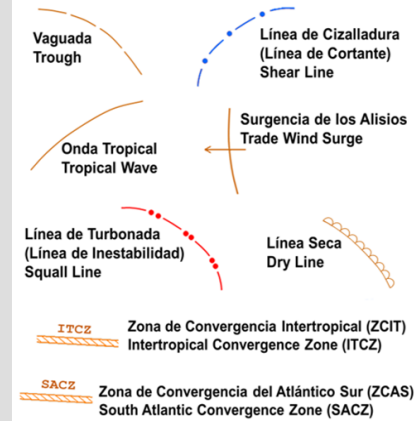 Vaguada
Trough
Línea de Cizalladura
(Línea de Cortante)
Shear Line
Onda Tropical
Tropical Wave
Surgencia de los Alisios
Trade Wind Surge
Línea de Turbonada
(Línea de Inestabilidad)
Squall Line
Línea Seca
Dry Line
ITCZ
Zona de Convergencia Intertropical (ZCIT)
Intertropical Convergence Zone (ITCZ)
SACZ
Zona de Convergencia del Atlántico Sur (ZCAS)
South Atlantic Convergence Zone (SACZ)